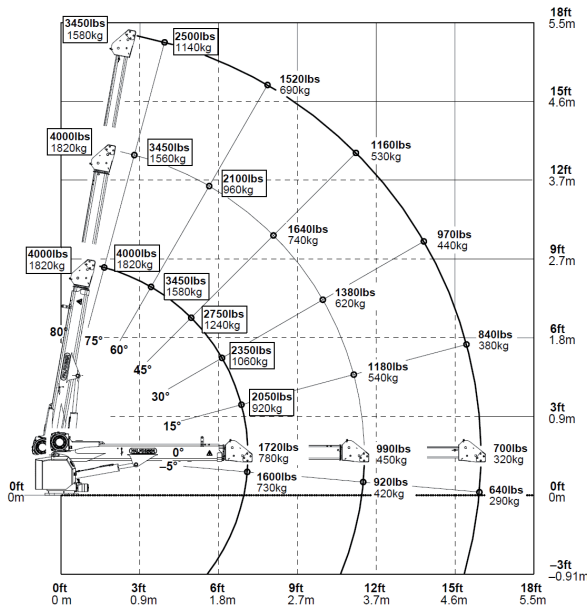 18ft
5.5m
3450lbs
1580kg
2500lbs
1140kg
1520lbs
690kg
15ft
4.6m
4000lbs
1820kg
3450lbs
1560kg
1160lbs
530kg
2100lbs
960kg
12ft
3.7m
1640lbs
740kg
970lbs
440kg
9ft
2.7m
4000lbs
1820kg
4000lbs
1820kg
3450lbs
1580kg
1380lbs
620kg
2750lbs
1240kg
80°
75°
60°
45°
30°
15°
0°
–5°
2350lbs
1060kg
840lbs
380kg
6ft
1.8m
1180lbs
540kg
2050lbs
920kg
3ft
0.9m
1720lbs
780kg
990lbs
450kg
700lbs
320kg
1600lbs
730kg
920lbs
420kg
640lbs
290kg
0ft
0m
0ft
0m
–3ft
–0.91m
0ft 3ft 6ft 9ft 12ft 15ft 18ft
0 m 0.9m 1.8m 2.7m 3.7m 4.6m 5.5m